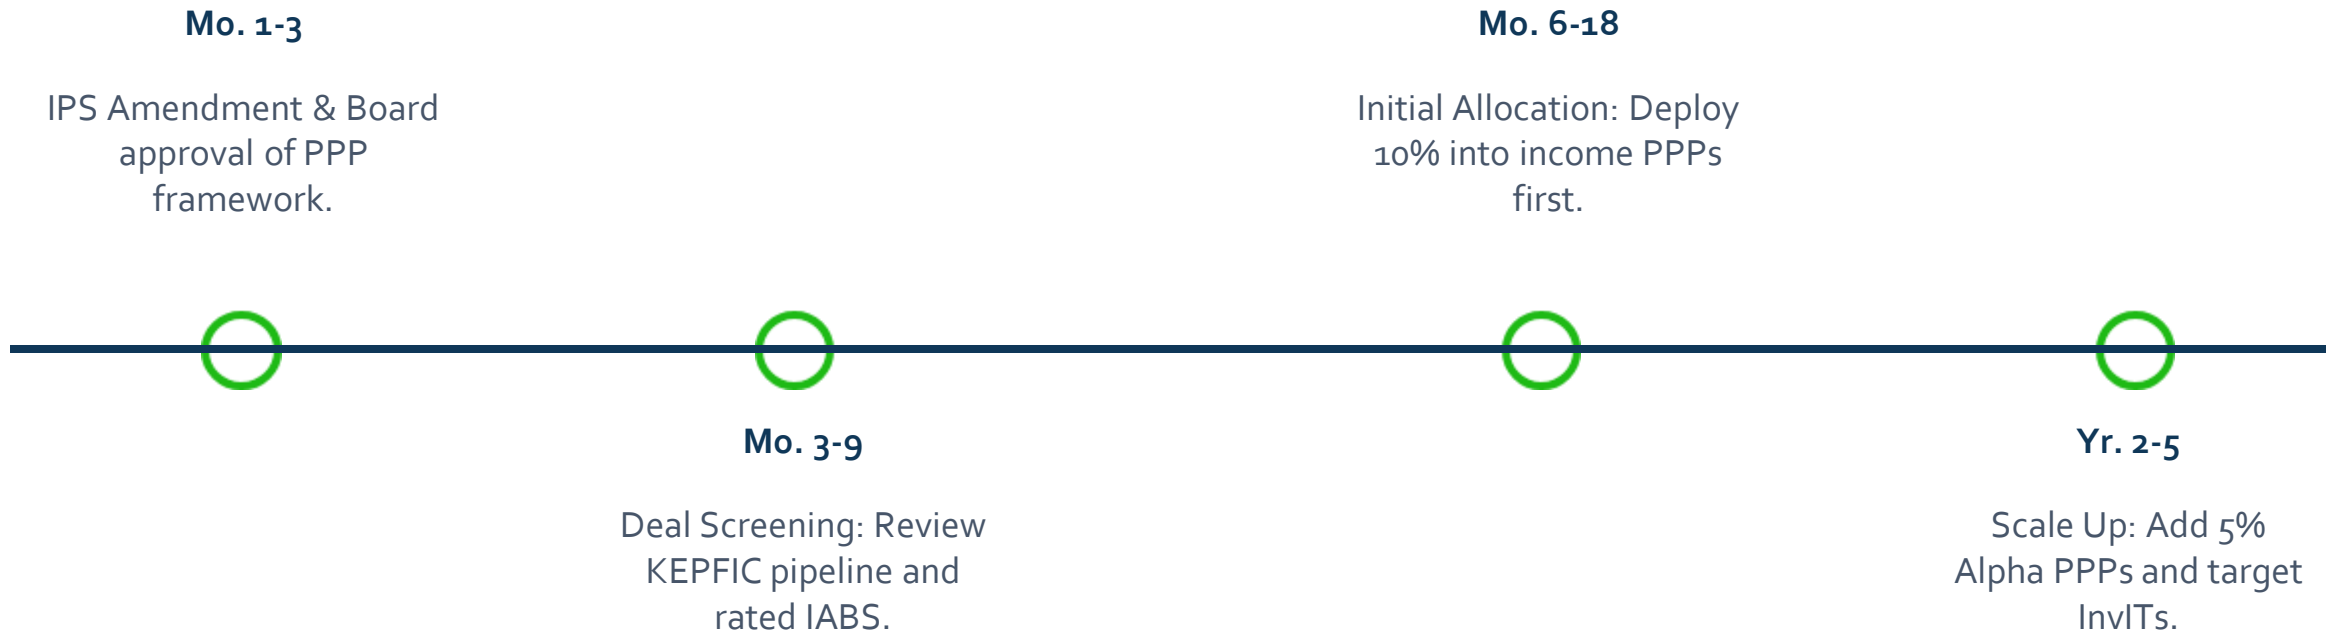 Mo. 1-3
IPS Amendment & Board
approval of PPP
framework.
Mo. 3-9
Deal Screening: Review
KEPFIC pipeline and
rated IABS.
Mo. 6-18
Initial Allocation: Deploy
10% into income PPPs
first.
Yr. 2-5
Scale Up: Add 5%
Alpha PPPs and target
InvITs.